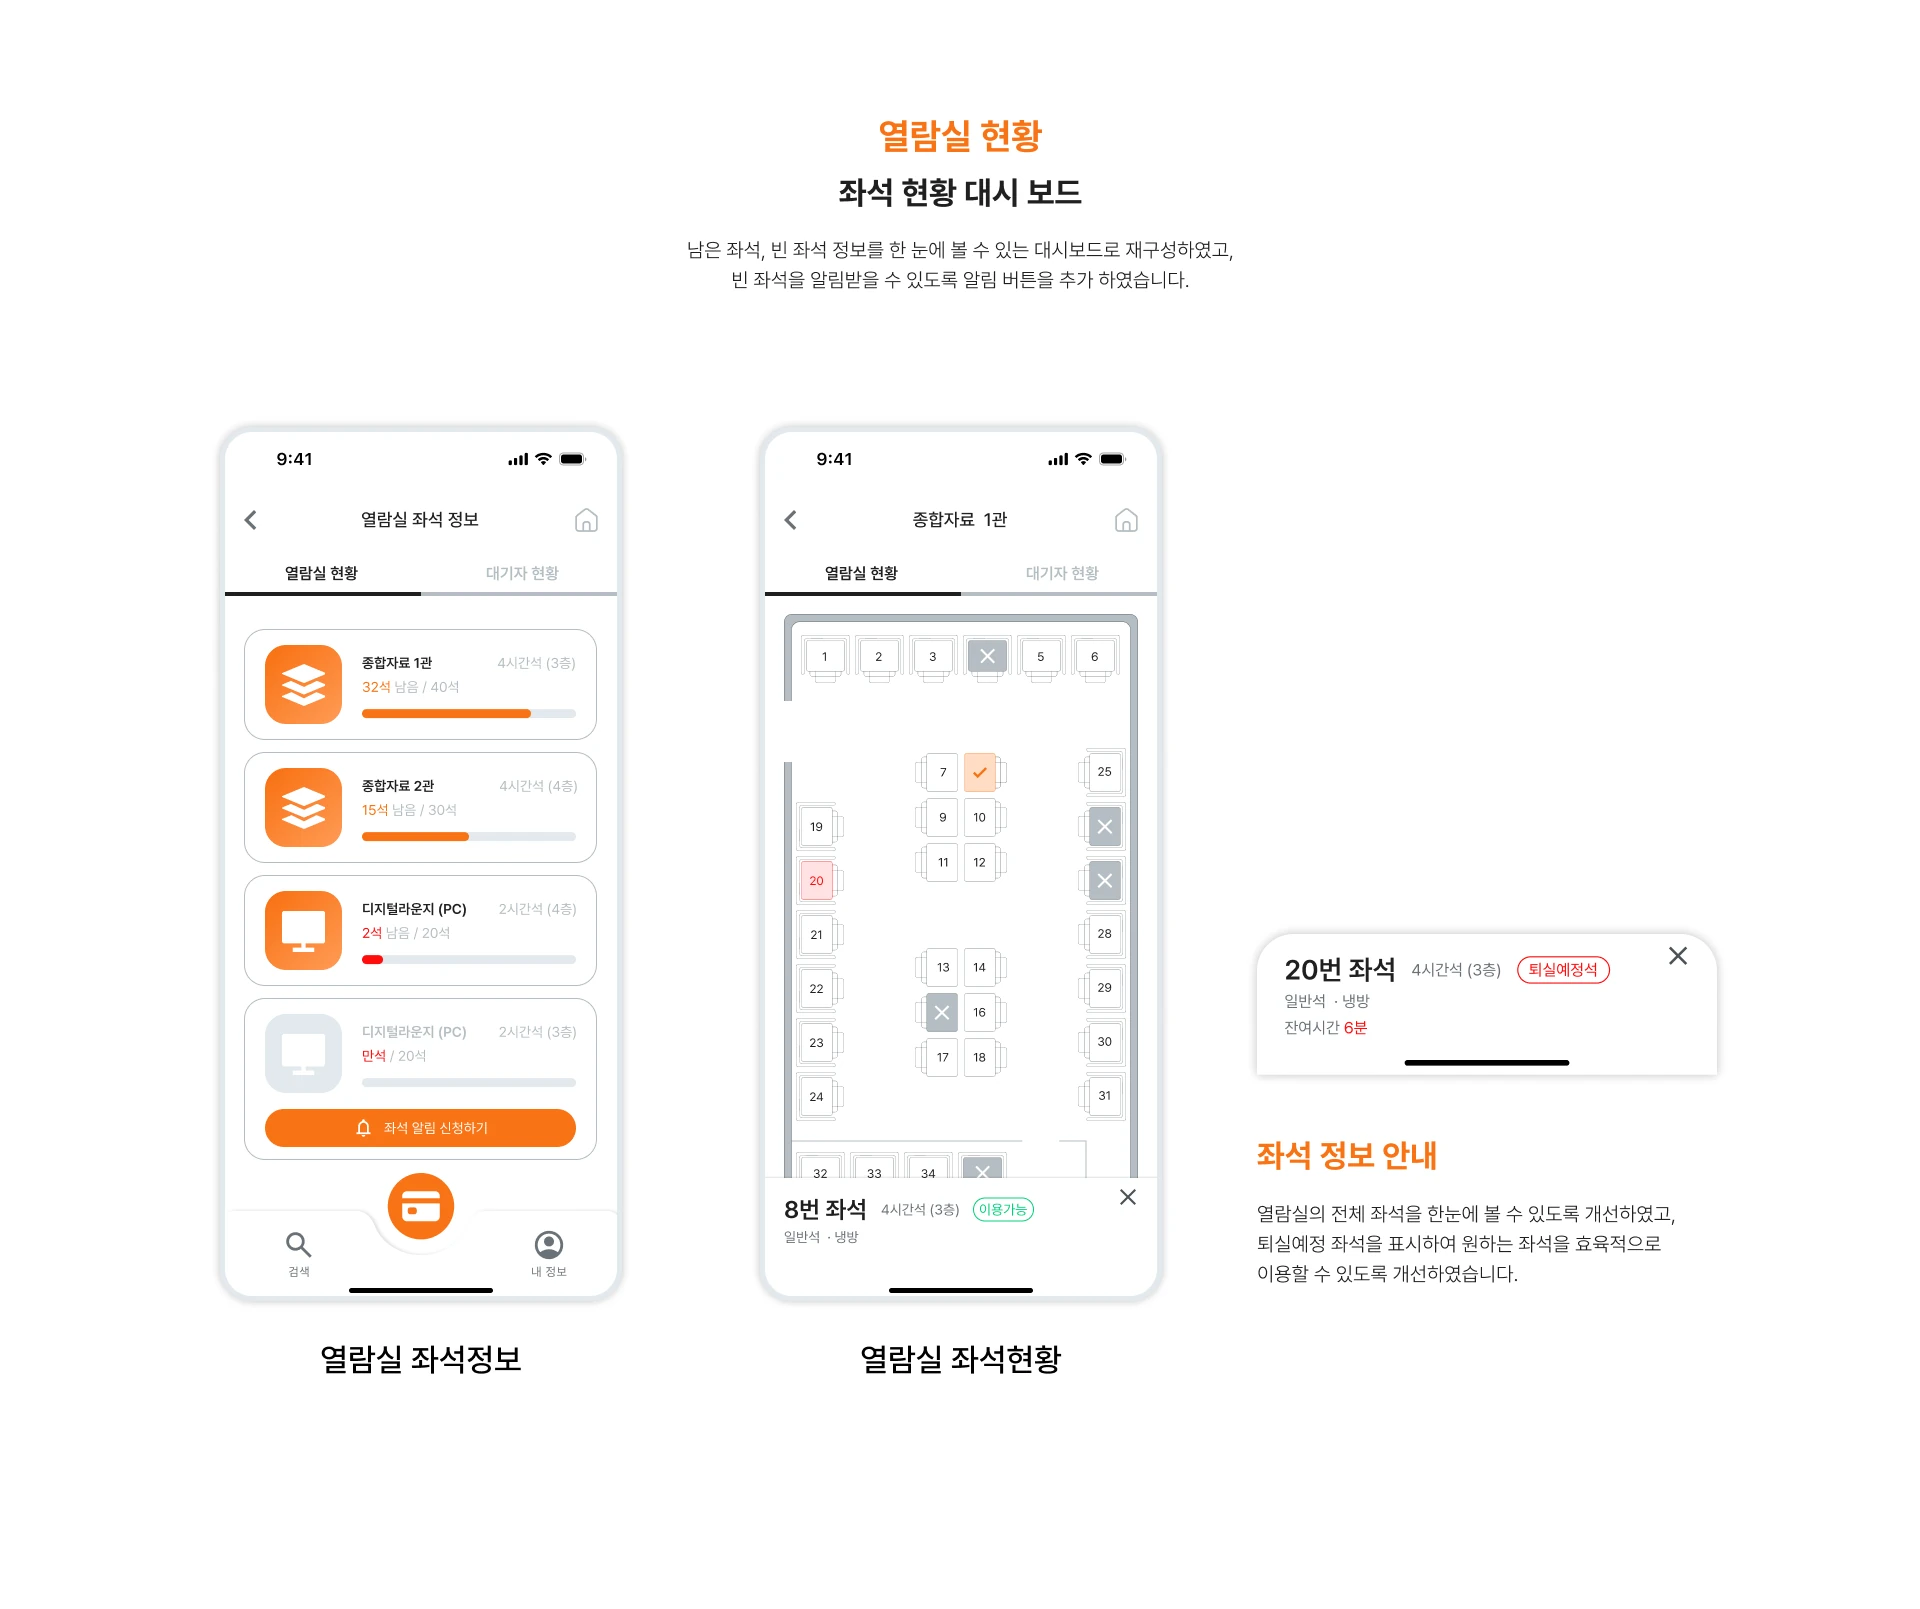 열람실 현황
좌석 현황 대시 보드
남은 좌석, 빈 좌석 정보를 한 눈에 볼 수 있는 대시보드로 재구성하였고,
빈 좌석을 알림받을 수 있도록 알림 버튼을 추가 하였습니다.
9:41
열람실 좌석 정보
열람실 현황 대기자 현황
종합자료 1관 4시간석 (3층)
32석 남음 / 40석
종합자료 2관 4시간석 (4층)
15석 남음 / 30석
디지털라운지 (PC) 2시간석 (4층)
2석 남음 / 20석
디지털라운지 (PC) 2시간석 (3층)
만석 / 20석
좌석 알림 신청하기
검색 내 정보
열람실 좌석정보
9:41
종합자료 1관
열람실 현황 대기자 현황
1 2 3 5 6
7 25
19 9 10
20 11 12
21 28
22 13 14 29
23 16 30
24 17 18 31
32 33 34
8번 좌석 4시간석 (3층) 이용가능
일반석 · 냉방
열람실 좌석현황
20번 좌석 4시간석 (3층) 퇴실예정석
일반석 · 냉방
잔여시간 6분
좌석 정보 안내
열람실의 전체 좌석을 한눈에 볼 수 있도록 개선하였고,
퇴실예정 좌석을 표시하여 원하는 좌석을 효육적으로
이용할 수 있도록 개선하였습니다.